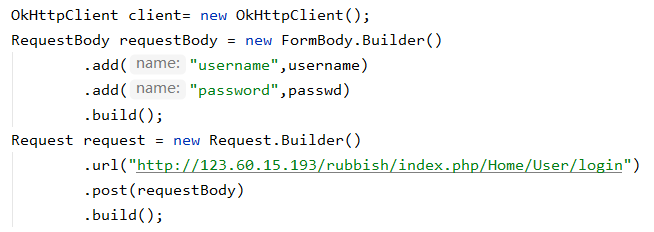 OkHttpClient client= new OkHttpClient();
RequestBody requestBody = new FormBody.Builder()
.add( name: "username",username)
.add( name: "password",passwd)
.build();
Request request = new Request.Builder()
.url("http://123.60.15.193/rubbish/index.php/Home/User/login")
.post(requestBody)
.build();